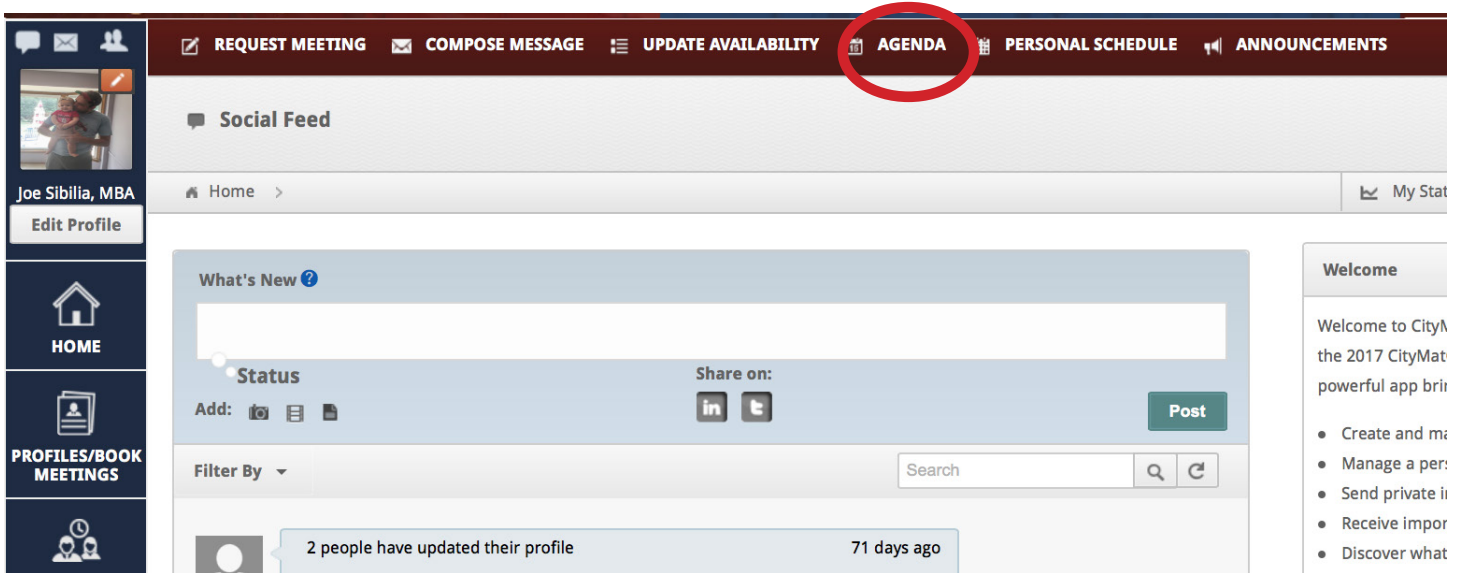 REQUEST MEETING COMPOSE MESSAGE UPDATE AVAILABILITY AGENDA PERSONAL SCHEDULE ANNOUNCEMENTS
Social Feed
Joe Sibilia, MBA
Edit Profile
HOME
PROFILES/BOOK
MEETINGS
Home >
My Stat
What's New ?
Status
Share on:
Add:
in t
Post
Filter By
Search
2 people have updated their profile 71 days ago
Welcome
Welcome to CityM
the 2017 CityMat
powerful app brin
• Create and ma
• Manage a pers
• Send private i
• Receive impor
• Discover what